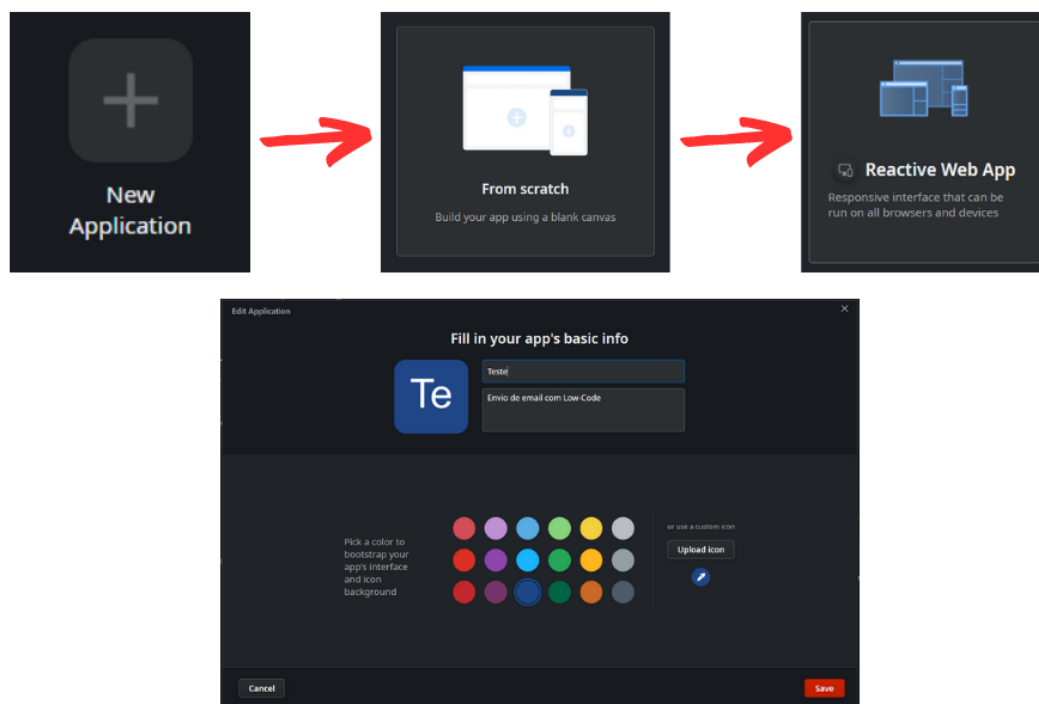 New
Application
From scratch
Build your app using a blank canvas
Reactive Web App
Responsive interface that can be
run on all browsers and devices
Edit Application
Fill in your app's basic info
Te
Teste
Envio de email com Low-Code
Pick a color to
bootstrap your
app's interface
and icon
background
or use a custom icon
Upload icon
Cancel
Save